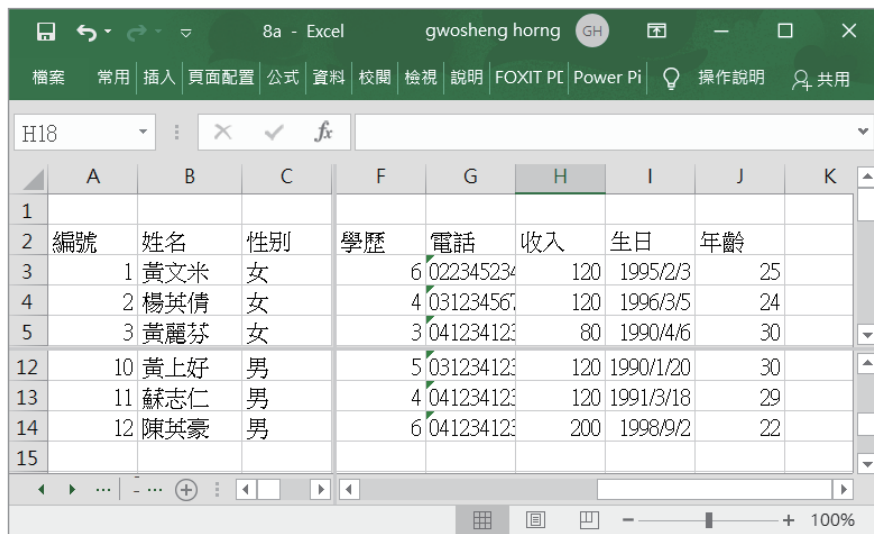 8a - Excel gwosheng horng GH
檔案 常用 插入 頁面配置 公式 資料 校閱 檢視 說明 FOXIT PD Power Pi 操作說明 共用
H18 fx
A B C F G H I J K
1
2 編號 姓名 性別 學歷 電話 收入 生日 年齡
3 1 黃文米 女 6 022345234 120 1995/2/3 25
4 2 楊英倩 女 4 031234567 120 1996/3/5 24
5 3 黃麗芬 女 3 041234123 80 1990/4/6 30
12 10 黃上好 男 5 031234123 120 1990/1/20 30
13 11 蘇志仁 男 4 041234123 120 1991/3/18 29
14 12 陳英豪 男 6 041234123 200 1998/9/2 22
15
... ...
100%